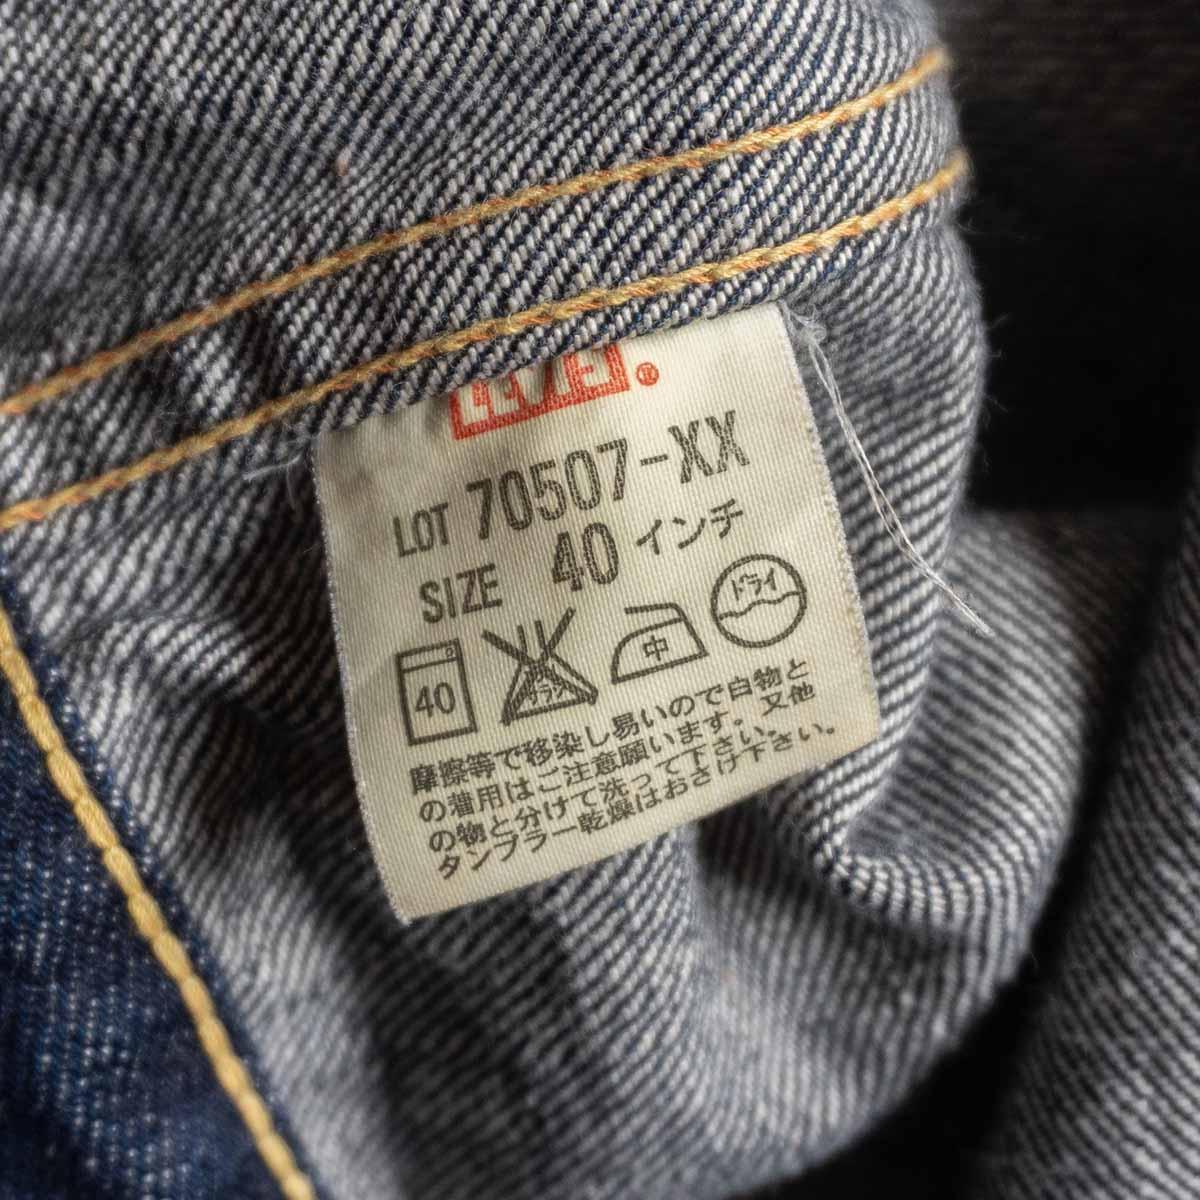 LEVI'S®
LOT 70507-XX
SIZE 40 インチ
40 中 ドライ
摩擦等で移染し易いので白物と
の着用はご注意願います。又他
の物と分けて洗って下さい。
タンブラー乾燥はおさけ下さい。